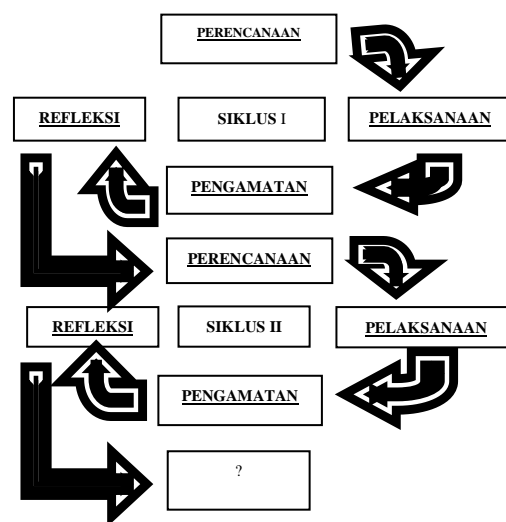 PERENCANAAN
REFLEKSI
SIKLUS I
PELAKSANAAN
PENGAMATAN
PERENCANAAN
REFLEKSI
SIKLUS II
PELAKSANAAN
PENGAMATAN
?